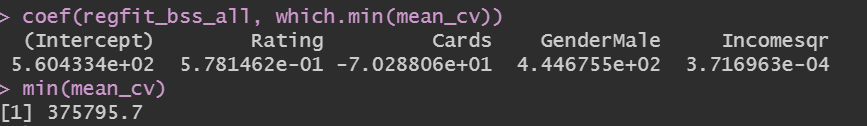 > coef(regfit_bss_all, which.min(mean_cv))
(Intercept) Rating Cards GenderMale Incomesqr
5.604334e+02 5.781462e-01 -7.028806e+01 4.446755e+02 3.716963e-04
> min(mean_cv)
[1] 375795.7